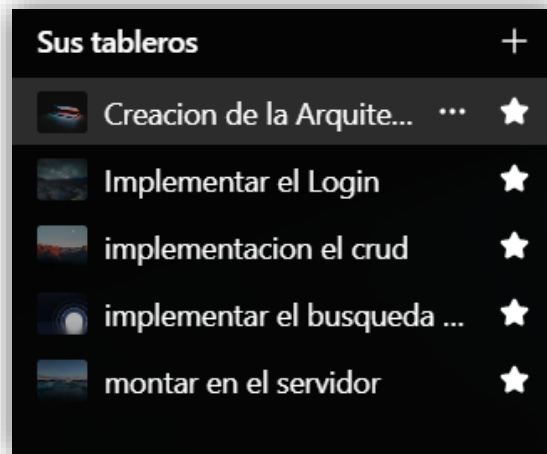 Sus tableros
Creacion de la Arquite...
Implementar el Login
implementacion el crud
implementar el busqueda ...
montar en el servidor